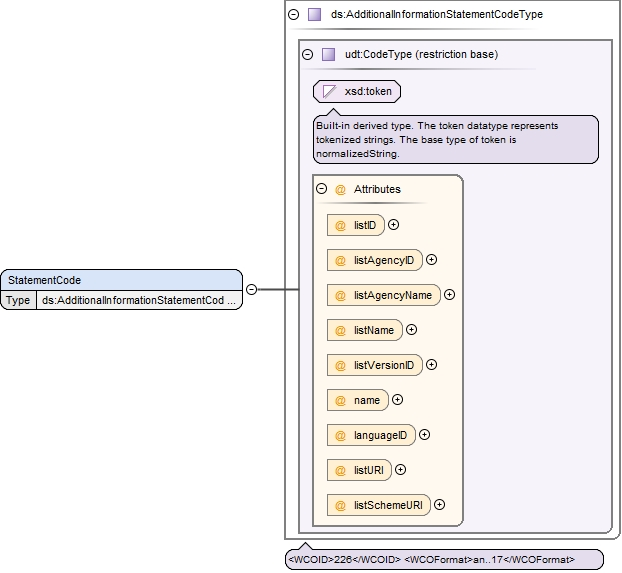 ds:AdditionalInformationStatementCodeType
udt:CodeType (restriction base)
xsd:token
Built-in derived type. The token datatype represents
tokenized strings. The base type of token is
normalizedString.
@ Attributes
@ listID
@ listAgencyID
@ listAgencyName
@ listName
@ listVersionID
@ name
@ languageID
@ listURI
@ listSchemeURI
StatementCode
Type ds:AdditionalInformationStatementCod ...
<WCOID>226</WCOID> <WCOFormat>an..17</WCOFormat>